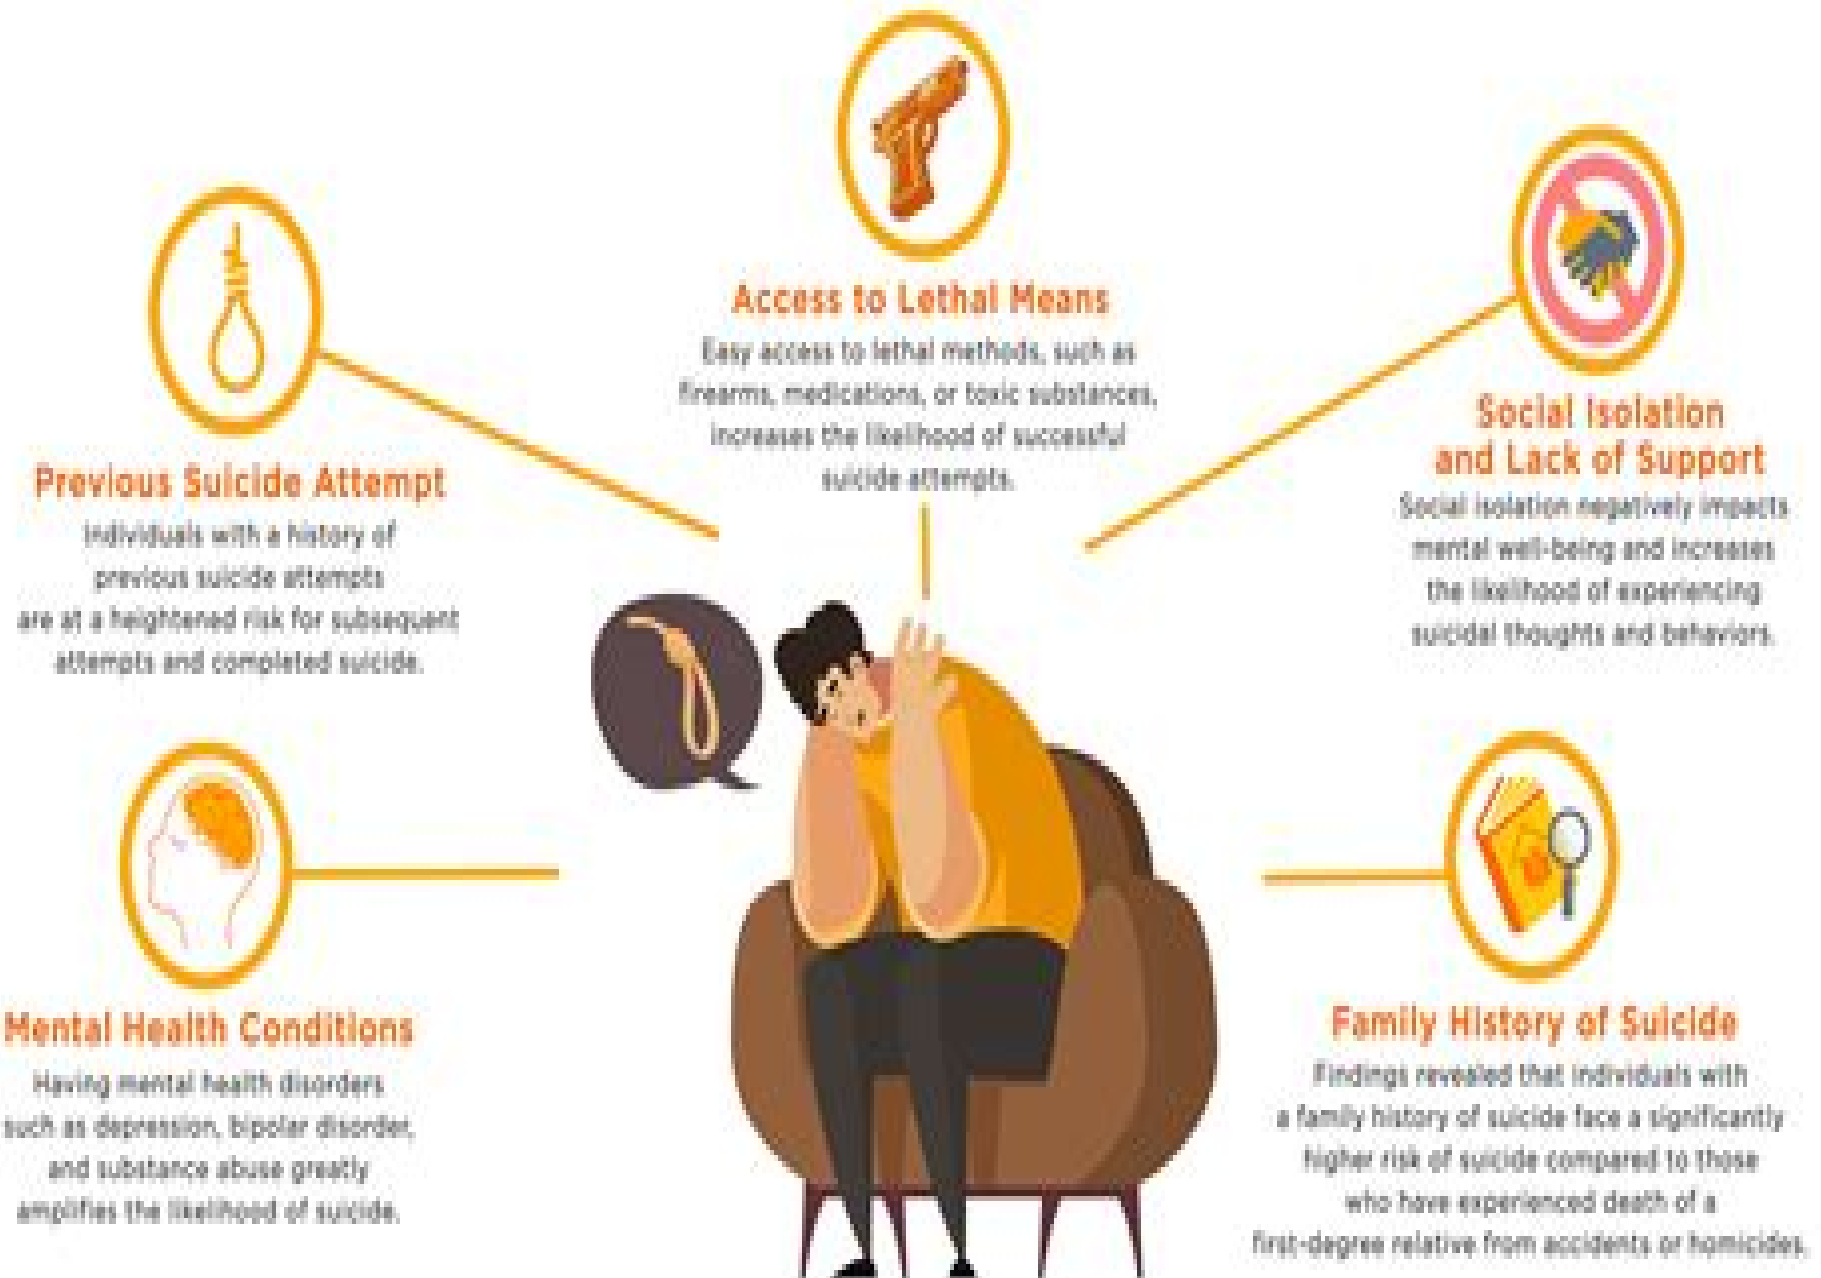 Access to Lethal Means
Easy access to lethal methods, such as
firearms, medications, or toxic substances,
increases the likelihood of successful
suicide attempts.
Previous Suicide Attempt
Individuals with a history of
previous suicide attempts
are at a heightened risk for subsequent
attempts and completed suicide.
Social Isolation
and Lack of Support
Social isolation negatively impacts
mental well-being and increases
the likelihood of experiencing
suicidal thoughts and behaviors.
Mental Health Conditions
Having mental health disorders
such as depression, bipolar disorder,
and substance abuse greatly
amplifies the likelihood of suicide.
Family History of Suicide
Findings revealed that individuals with
a family history of suicide face a significantly
higher risk of suicide compared to those
who have experienced death of a
first-degree relative from accidents or homicides.